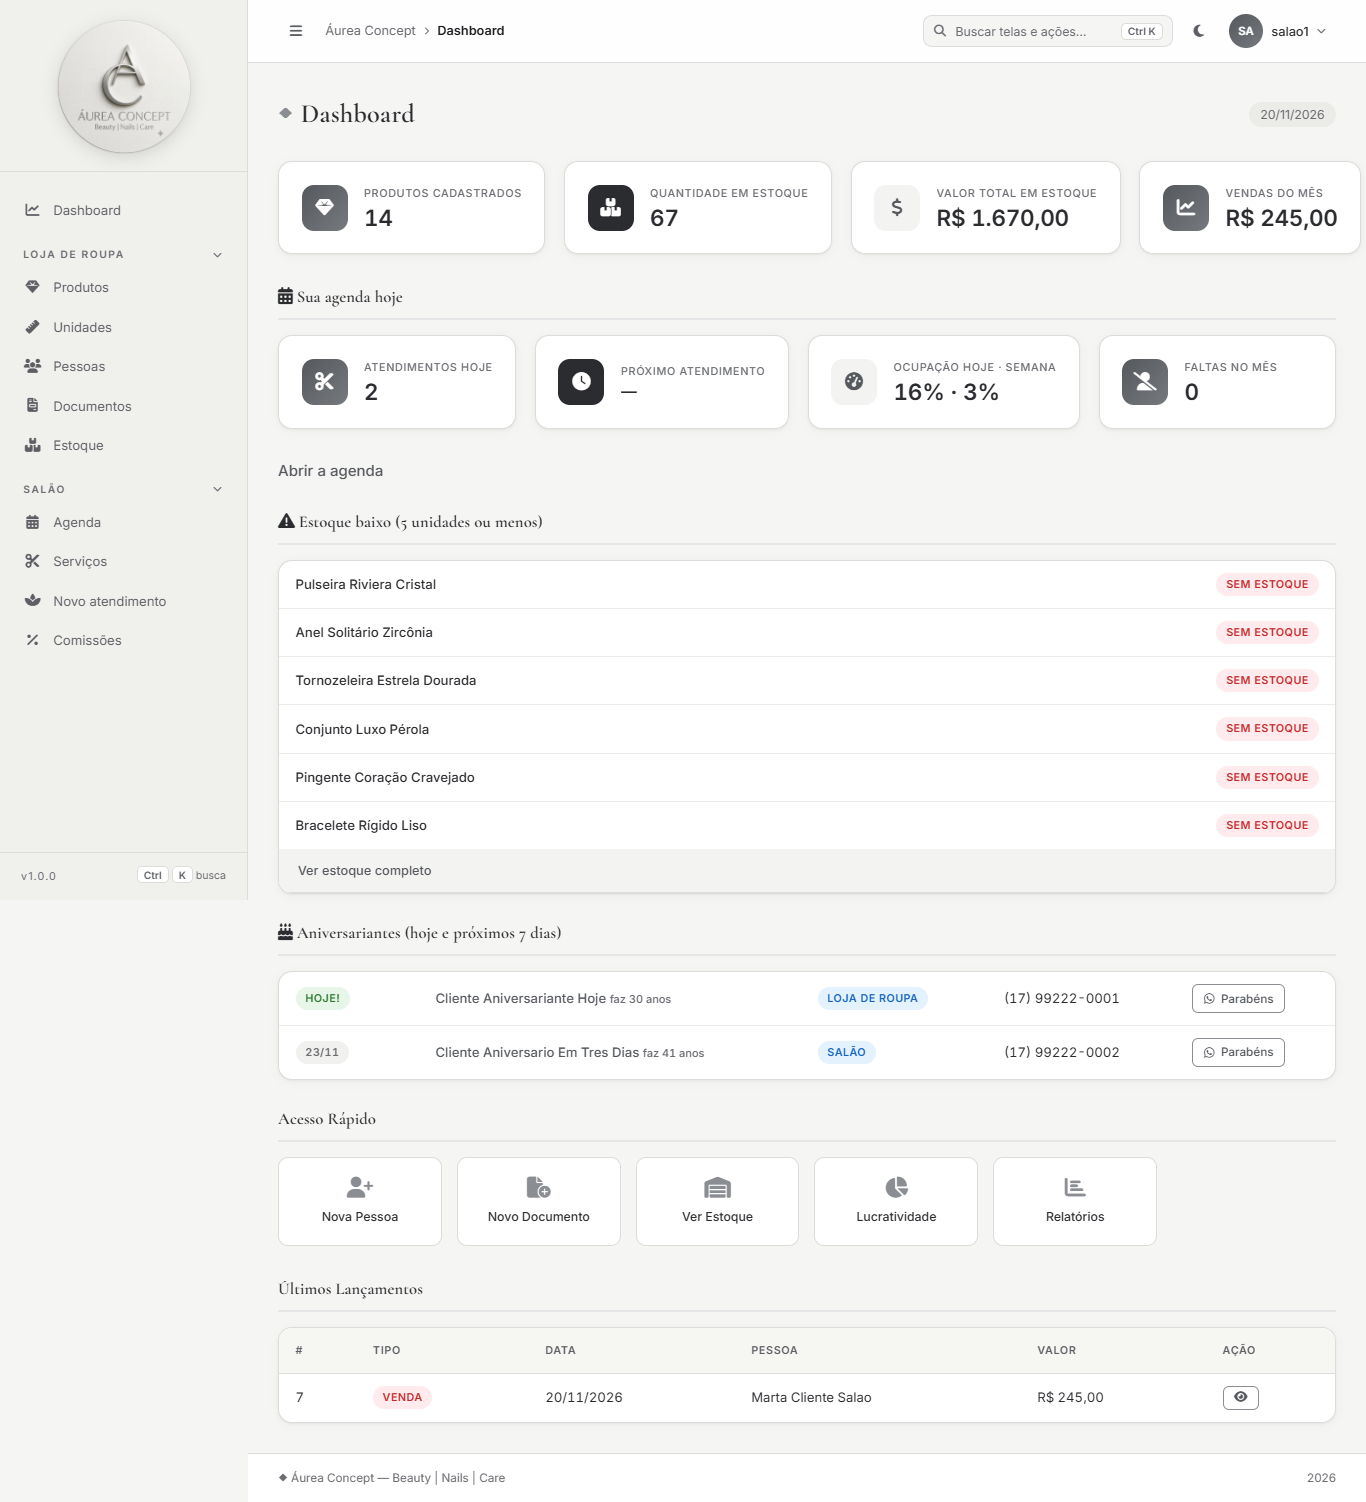 ÁUREA CONCEPT
Beauty | Nails | Care
Dashboard
LOJA DE ROUPA
Produtos
Unidades
Pessoas
Documentos
Estoque
SALÃO
Agenda
Serviços
Novo atendimento
Comissões
v1.0.0 Ctrl K busca
Áurea Concept › Dashboard
Buscar telas e ações... Ctrl K
SA salao1
Dashboard
20/11/2026
PRODUTOS CADASTRADOS
14
QUANTIDADE EM ESTOQUE
67
VALOR TOTAL EM ESTOQUE
R$ 1.670,00
VENDAS DO MÊS
R$ 245,00
Sua agenda hoje
ATENDIMENTOS HOJE
2
PRÓXIMO ATENDIMENTO
—
OCUPAÇÃO HOJE · SEMANA
16% · 3%
FALTAS NO MÊS
0
Abrir a agenda
Estoque baixo (5 unidades ou menos)
Pulseira Riviera Cristal SEM ESTOQUE
Anel Solitário Zircônia SEM ESTOQUE
Tornozeleira Estrela Dourada SEM ESTOQUE
Conjunto Luxo Pérola SEM ESTOQUE
Pingente Coração Cravejado SEM ESTOQUE
Bracelete Rígido Liso SEM ESTOQUE
Ver estoque completo
Aniversariantes (hoje e próximos 7 dias)
HOJE! Cliente Aniversariante Hoje faz 30 anos LOJA DE ROUPA (17) 99222-0001 Parabéns
23/11 Cliente Aniversario Em Tres Dias faz 41 anos SALÃO (17) 99222-0002 Parabéns
Acesso Rápido
Nova Pessoa
Novo Documento
Ver Estoque
Lucratividade
Relatórios
Últimos Lançamentos
# TIPO DATA PESSOA VALOR AÇÃO
7 VENDA 20/11/2026 Marta Cliente Salao R$ 245,00
Áurea Concept — Beauty | Nails | Care
2026